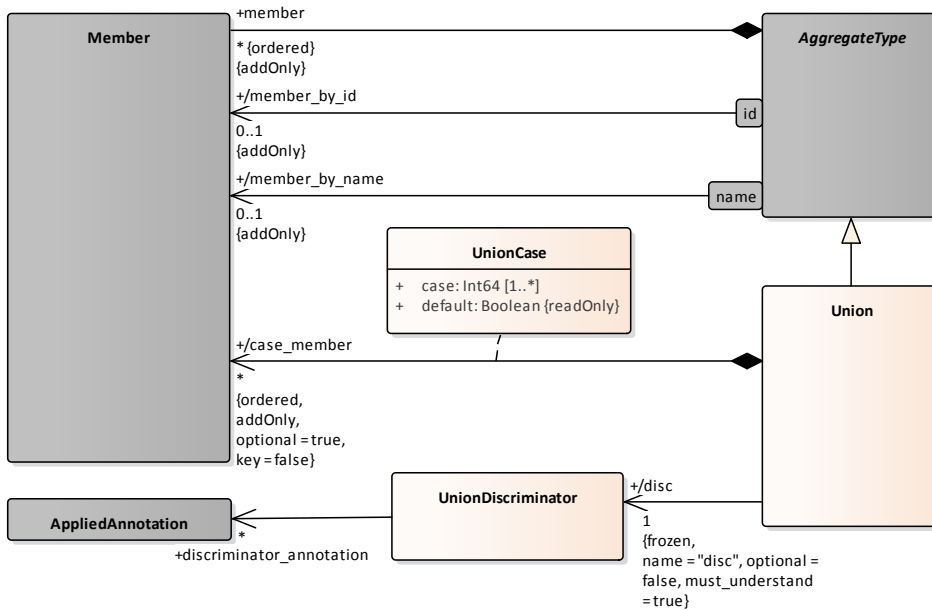 +member
Member
AggregateType
* {ordered}
{addOnly}
+/member_by_id
id
0..1
{addOnly}
+/member_by_name
name
0..1
{addOnly}
UnionCase
+ case: Int64 [1..*]
+ default: Boolean {readOnly}
Union
+/case_member
*
{ordered,
addOnly,
optional = true,
key = false}
UnionDiscriminator
+/disc
1
{frozen,
name = "disc", optional =
false, must_understand
= true}
AppliedAnnotation
*
+discriminator_annotation